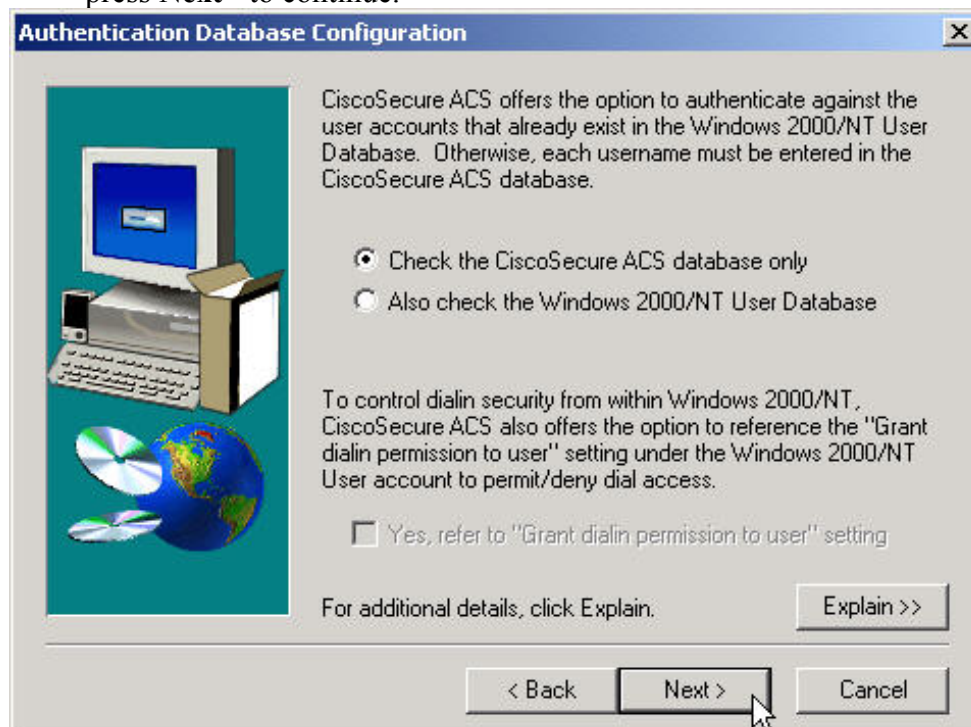 press Next - to continue.
Authentication Database Configuration
CiscoSecure ACS offers the option to authenticate against the
user accounts that already exist in the Windows 2000/NT User
Database. Otherwise, each username must be entered in the
CiscoSecure ACS database.
Check the CiscoSecure ACS database only
Also check the Windows 2000/NT User Database
To control dialin security from within Windows 2000/NT,
CiscoSecure ACS also offers the option to reference the "Grant
dialin permission to user" setting under the Windows 2000/NT
User account to permit/deny dial access.
Yes, refer to "Grant dialin permission to user" setting
For additional details, click Explain.
Explain >>
< Back
Next >
Cancel